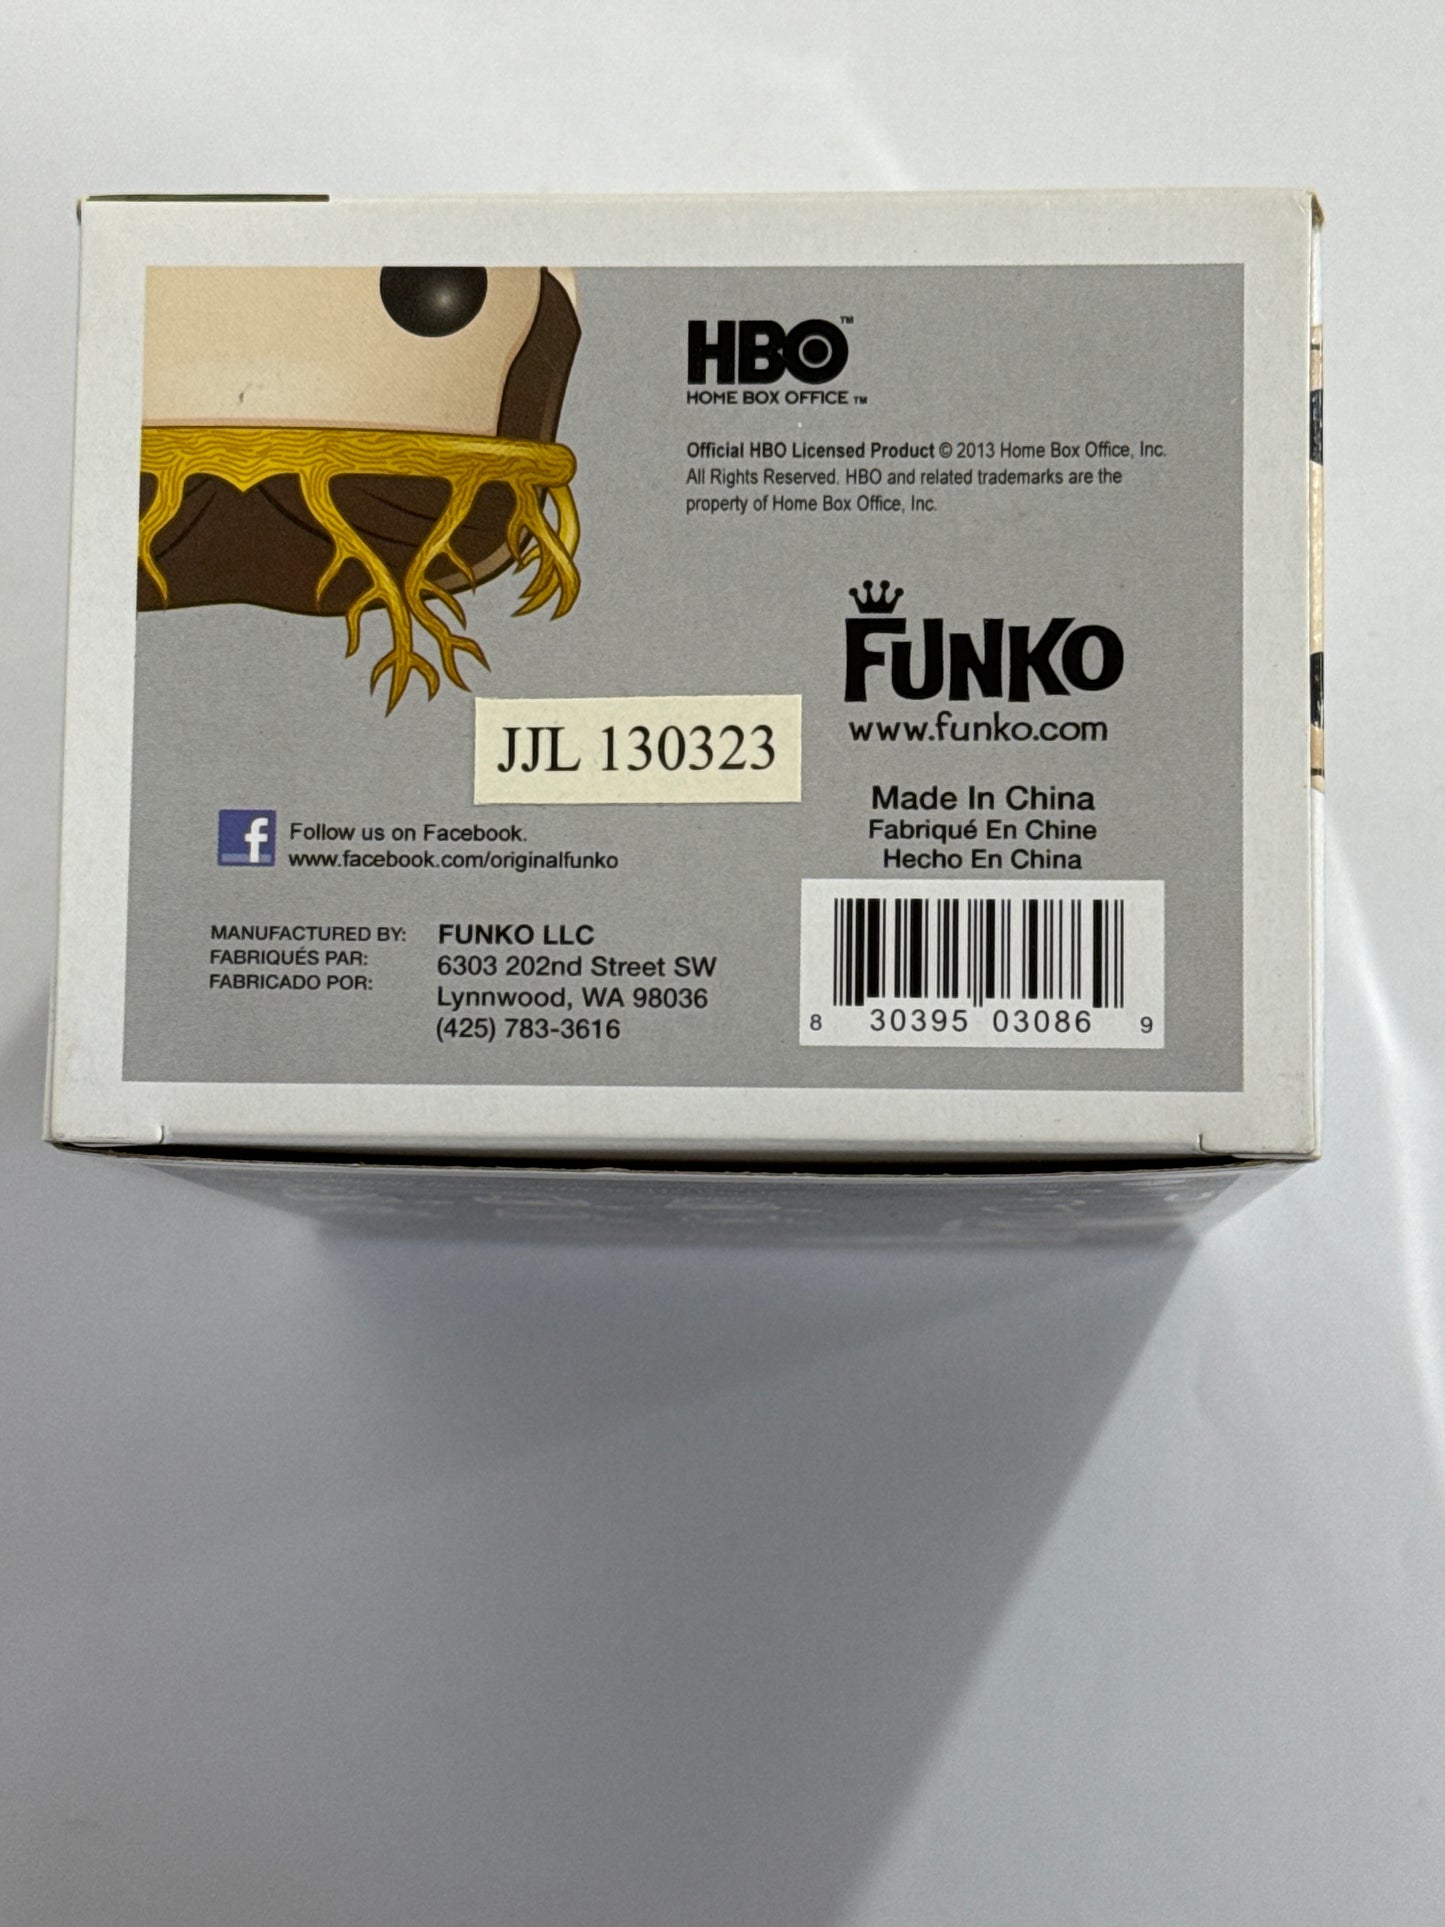 HBO™
HOME BOX OFFICE ™
Official HBO Licensed Product © 2013 Home Box Office, Inc.
All Rights Reserved. HBO and related trademarks are the
property of Home Box Office, Inc.
FUNKO
www.funko.com
JJL 130323
Made In China
Fabriqué En Chine
Hecho En China
f
Follow us on Facebook.
www.facebook.com/originalfunko
MANUFACTURED BY:
FABRIQUÉS PAR:
FABRICADO POR:
FUNKO LLC
6303 202nd Street SW
Lynnwood, WA 98036
(425) 783-3616
8 30395 03086 9